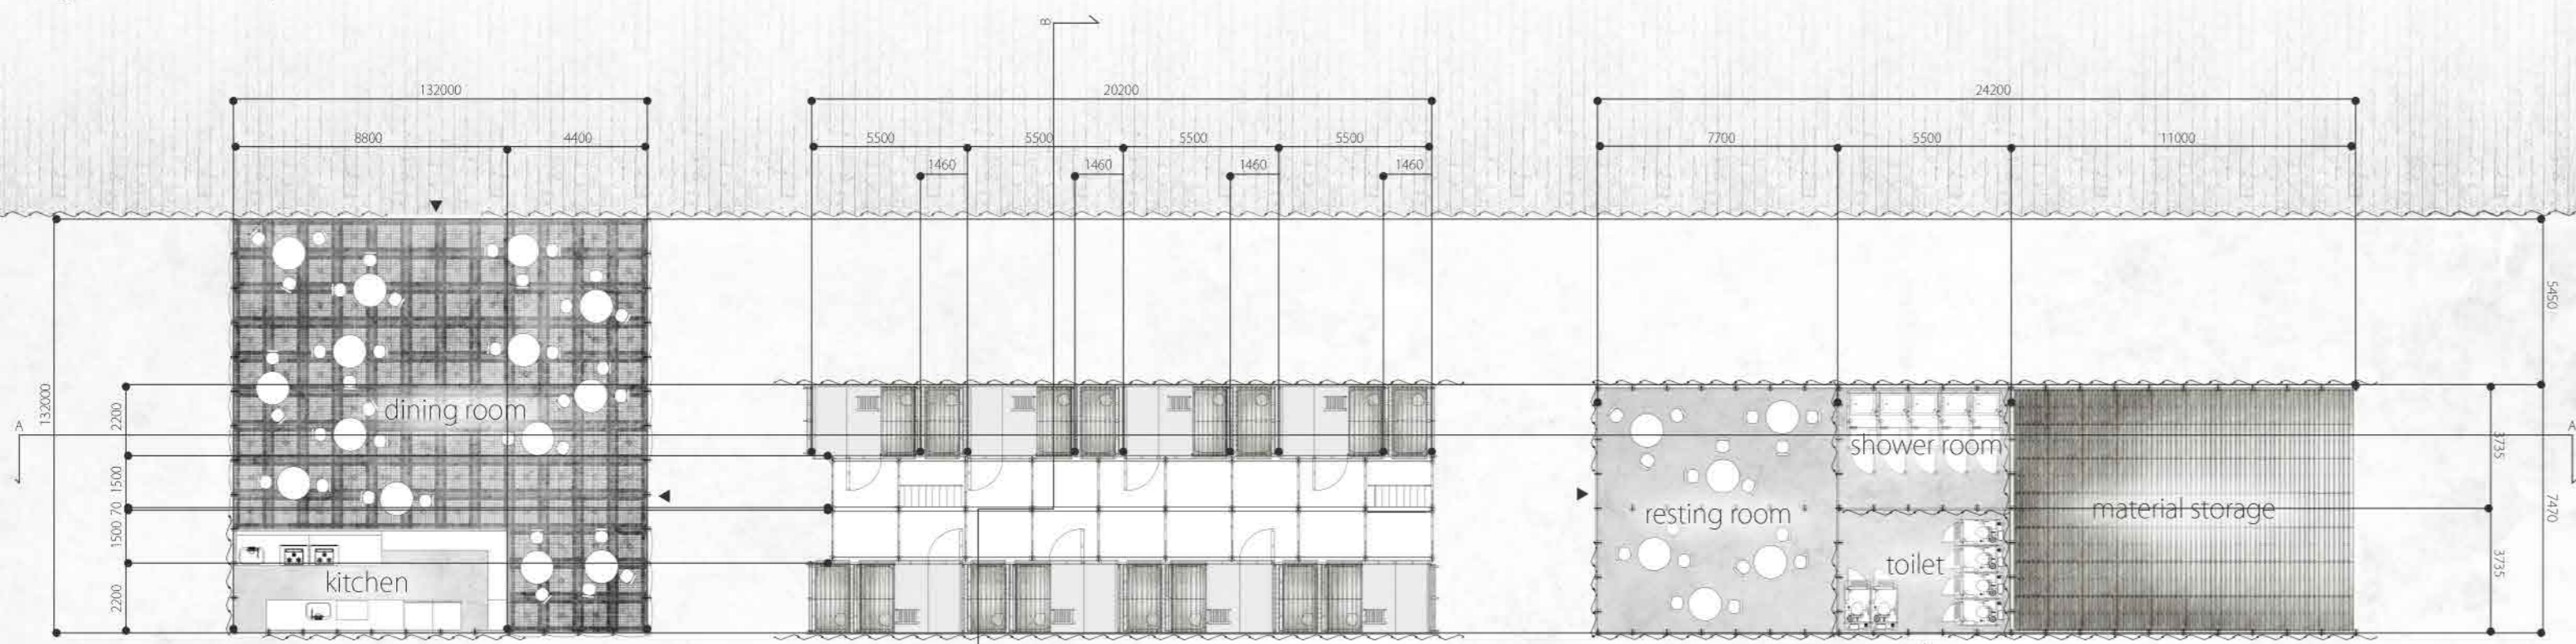 B
132000
20200
24200
8800
4400
5500
5500
5500
5500
7700
5500
11000
1460
1460
1460
1460
5450
132000
2200
dining room
A
A
shower room
3735
1500
70
1500
resting room
material storage
7470
toilet
3735
kitchen
2200